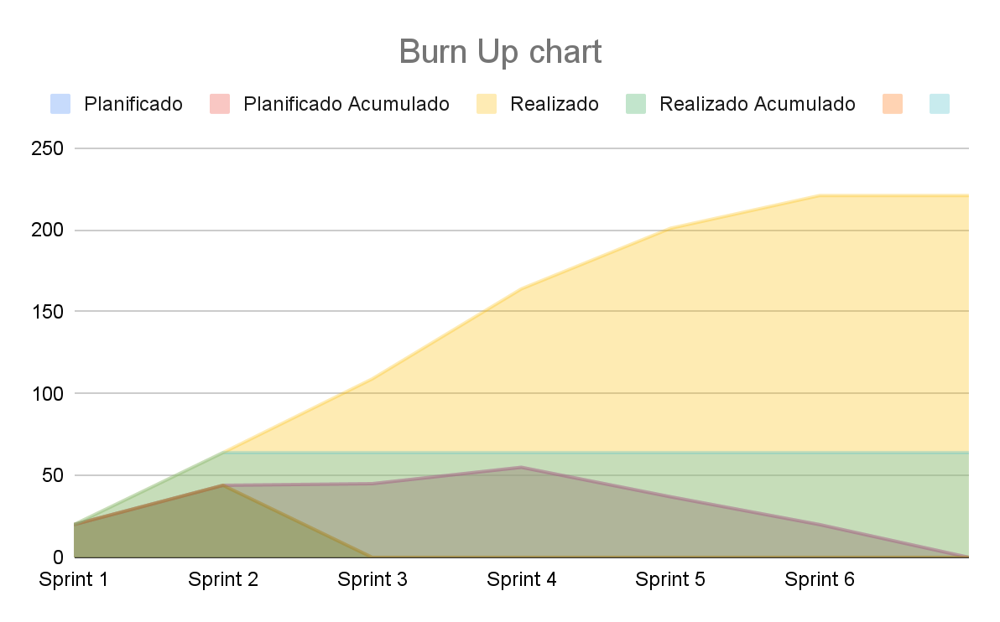 Burn Up chart
Planificado Planificado Acumulado Realizado Realizado Acumulado
250
200
150
100
50
0
Sprint 1 Sprint 2 Sprint 3 Sprint 4 Sprint 5 Sprint 6